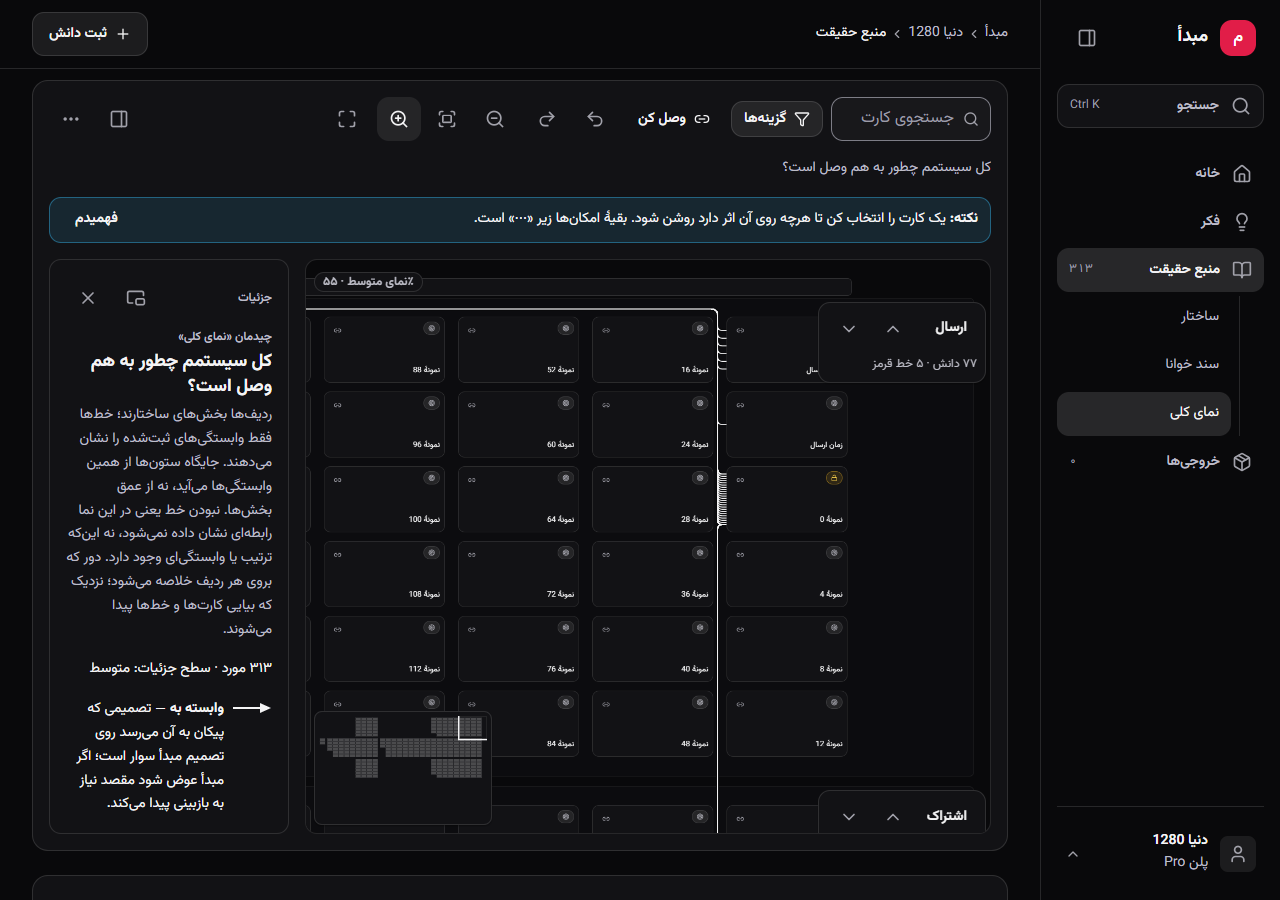 م
مبدأ
جستجو
Ctrl K
خانه
فکر
منبع حقیقت
۳۱۳
ساختار
سند خوانا
نمای کلی
خروجی‌ها
۰
دنیا 1280
پلن Pro
مبدأ › دنیا 1280 › منبع حقیقت
ثبت دانش
جستجوی کارت
گزینه‌ها
وصل کن
کل سیستمم چطور به هم وصل است؟
نکته: یک کارت را انتخاب کن تا هرچه روی آن اثر دارد روشن شود. بقیهٔ امکان‌ها زیر «⋯» است.
فهمیدم
٪نمای متوسط · ۵۵
ارسال
۷۷ دانش · ۵ خط قرمز
نمونهٔ 16
نمونهٔ 52
نمونهٔ 88
زمان ارسال
نمونهٔ 24
نمونهٔ 60
نمونهٔ 96
نمونهٔ 0
نمونهٔ 28
نمونهٔ 64
نمونهٔ 100
نمونهٔ 4
نمونهٔ 36
نمونهٔ 72
نمونهٔ 108
نمونهٔ 8
نمونهٔ 40
نمونهٔ 76
نمونهٔ 112
نمونهٔ 12
نمونهٔ 48
نمونهٔ 84
اشتراک
جزئیات
چیدمان «نمای کلی»
کل سیستمم چطور به هم
وصل است؟
ردیف‌ها بخش‌های ساختارند؛ خط‌ها
فقط وابستگی‌های ثبت‌شده را نشان
می‌دهند. جایگاه ستون‌ها از همین
وابستگی‌ها می‌آید، نه از عمق
بخش‌ها. نبودن خط یعنی در این نما
رابطه‌ای نشان داده نمی‌شود، نه این‌که
ترتیب یا وابستگی‌ای وجود دارد. دور که
بروی هر ردیف خلاصه می‌شود؛ نزدیک
که بیایی کارت‌ها و خط‌ها پیدا
می‌شوند.
۳۱۳ مورد · سطح جزئیات: متوسط
وابسته به — تصمیمی که
پیکان به آن می‌رسد روی
تصمیم مبدأ سوار است؛ اگر
مبدأ عوض شود مقصد نیاز
به بازبینی پیدا می‌کند.